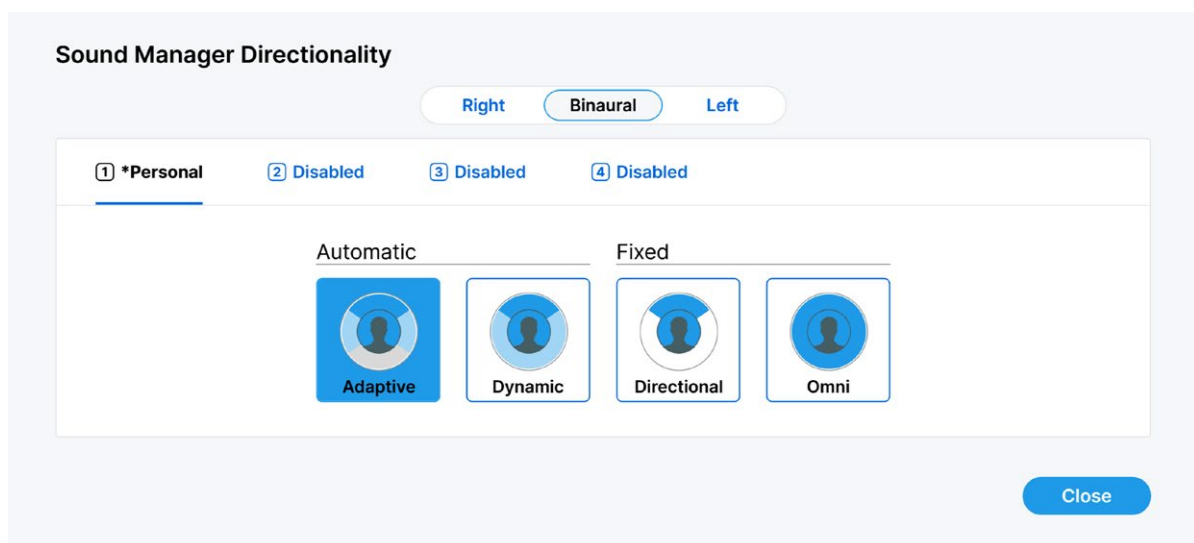 Sound Manager Directionality
Right Binaural Left
1 *Personal 2 Disabled 3 Disabled 4 Disabled
Automatic Fixed
Adaptive Dynamic Directional Omni
Close